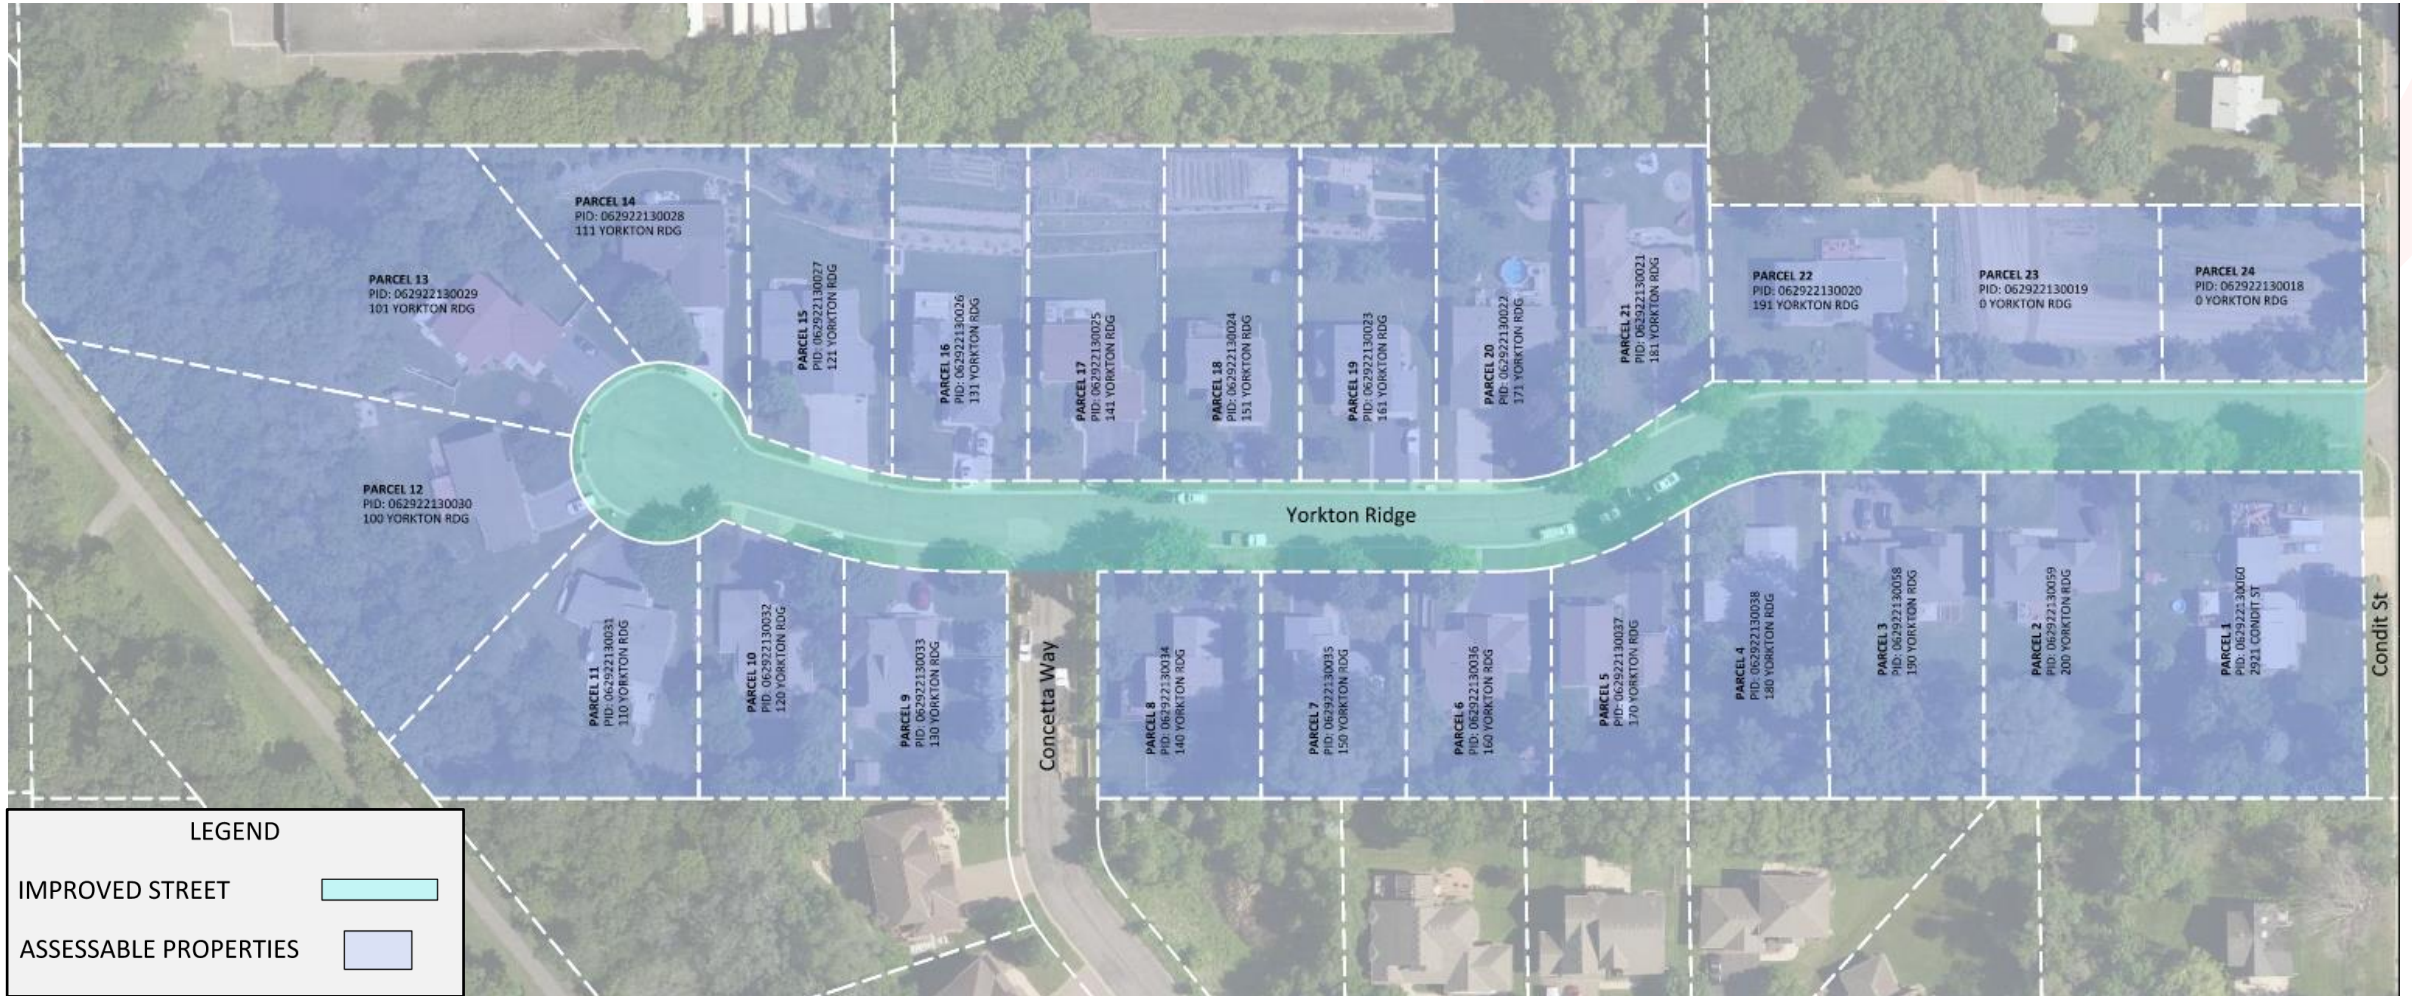 PARCEL 14
PID: 062922130028
111 YORKTON RDG
PARCEL 13
PID: 062922130029
101 YORKTON RDG
PARCEL 15
PID: 062922130027
121 YORKTON RDG
PARCEL 16
PID: 062922130026
131 YORKTON RDG
PARCEL 17
PID: 062922130025
141 YORKTON RDG
PARCEL 18
PID: 062922130024
151 YORKTON RDG
PARCEL 19
PID: 062922130023
161 YORKTON RDG
PARCEL 20
PID: 062922130022
171 YORKTON RDG
PARCEL 21
PID: 062922130021
181 YORKTON RDG
PARCEL 22
PID: 062922130020
191 YORKTON RDG
PARCEL 23
PID: 062922130019
0 YORKTON RDG
PARCEL 24
PID: 062922130018
0 YORKTON RDG
PARCEL 12
PID: 062922130030
100 YORKTON RDG
Yorkton Ridge
PARCEL 11
PID: 062922130031
110 YORKTON RDG
PARCEL 10
PID: 062922130032
120 YORKTON RDG
PARCEL 9
PID: 062922130033
130 YORKTON RDG
Concetta Way
PARCEL 8
PID: 062922130034
140 YORKTON RDG
PARCEL 7
PID: 062922130035
150 YORKTON RDG
PARCEL 6
PID: 062922130036
160 YORKTON RDG
PARCEL 5
PID: 062922130037
170 YORKTON RDG
PARCEL 4
PID: 062922130038
180 YORKTON RDG
PARCEL 3
PID: 062922130058
190 YORKTON RDG
PARCEL 2
PID: 062922130059
200 YORKTON RDG
PARCEL 1
PID: 062922130060
2921 CONDIT ST
Condit St
LEGEND
IMPROVED STREET
ASSESSABLE PROPERTIES